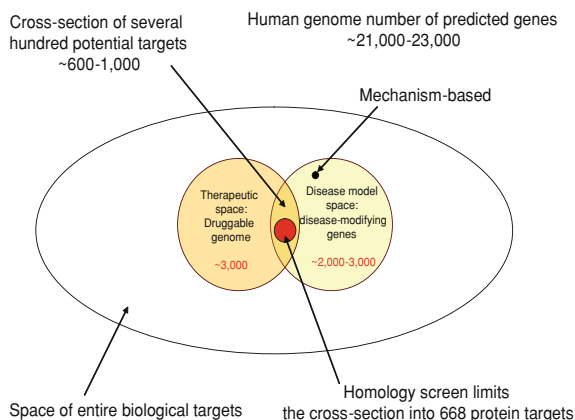 Cross-section of several
hundred potential targets
~600-1,000
Human genome number of predicted genes
~21,000-23,000
Mechanism-based
Therapeutic
space:
Druggable
genome
~3,000
Disease model
space:
disease-modifying
genes
~2,000-3,000
Space of entire biological targets
Homology screen limits
the cross-section into 668 protein targets